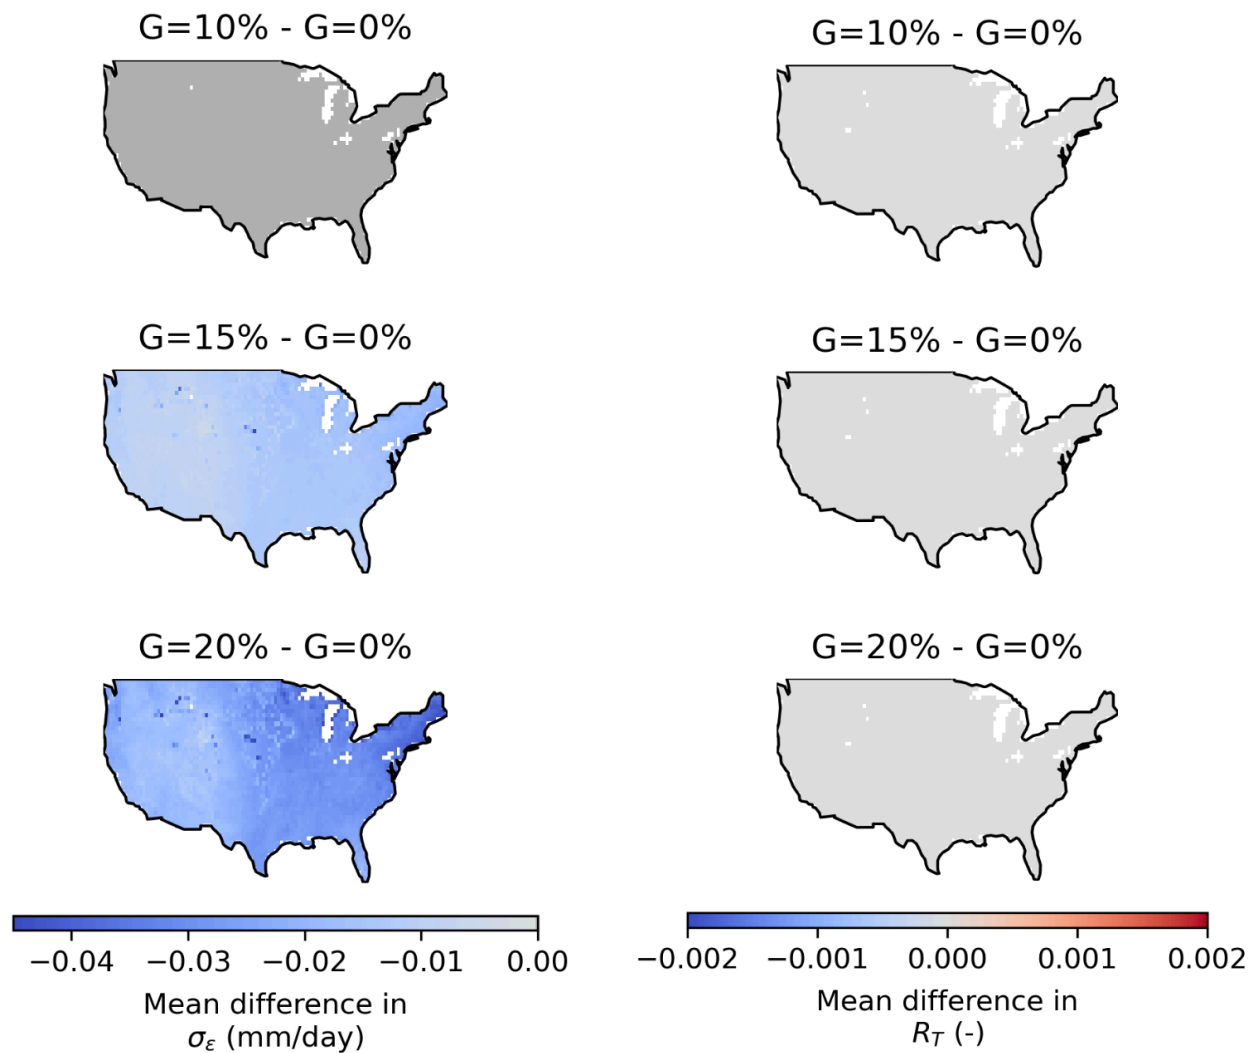 G=10% - G=0%
G=10% - G=0%
G=15% - G=0%
G=15% - G=0%
G=20% - G=0%
G=20% - G=0%
−0.04 −0.03 −0.02 −0.01 0.00
Mean difference in
σε (mm/day)
−0.002 −0.001 0.000 0.001 0.002
Mean difference in
RT (-)